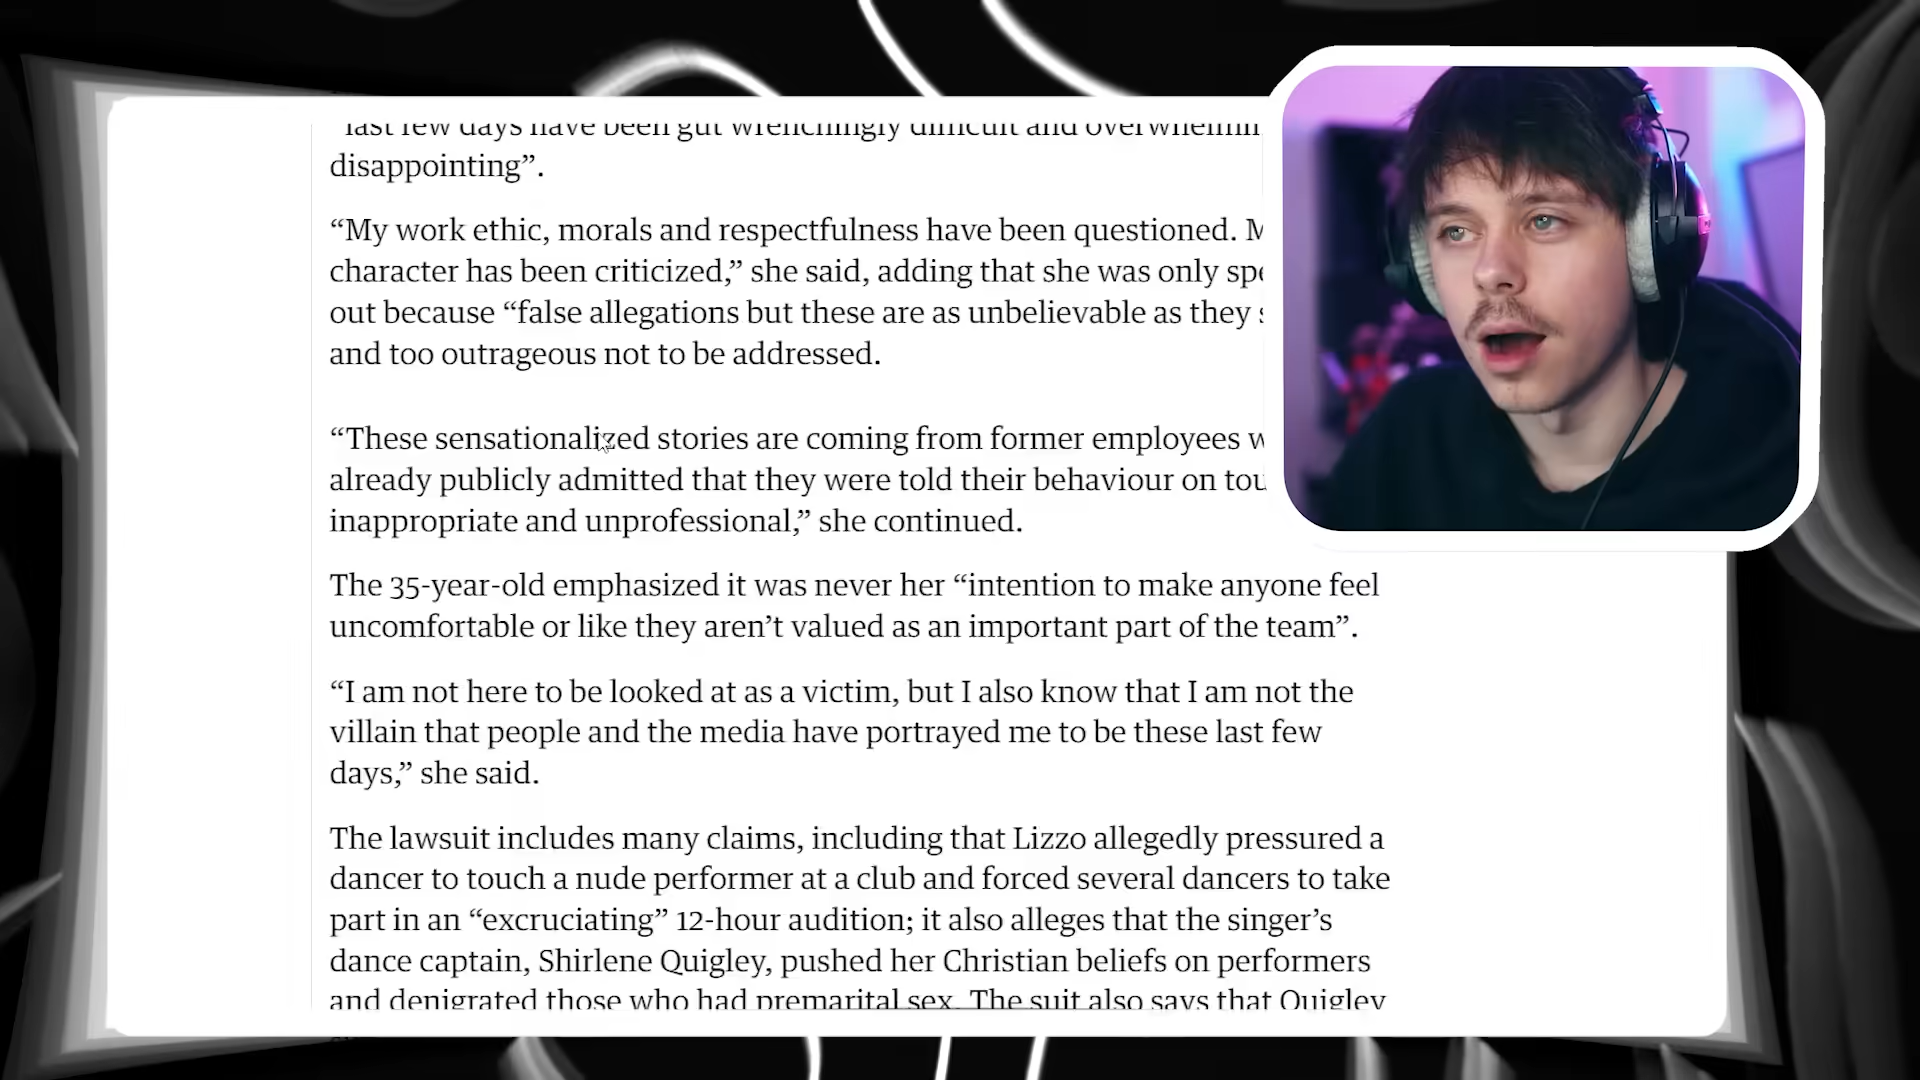 last few days have been gut wrenchingly difficult and
disappointing”.
“My work ethic, morals and respectfulness have been questioned.
character has been criticized,” she said, adding that she was only
out because “false allegations but these are as unbelievable as they
and too outrageous not to be addressed.
“These sensationalized stories are coming from former employees
already publicly admitted that they were told their behaviour on
inappropriate and unprofessional,” she continued.
The 35-year-old emphasized it was never her “intention to make anyone feel
uncomfortable or like they aren’t valued as an important part of the team”.
“I am not here to be looked at as a victim, but I also know that I am not the
villain that people and the media have portrayed me to be these last few
days,” she said.
The lawsuit includes many claims, including that Lizzo allegedly pressured a
dancer to touch a nude performer at a club and forced several dancers to take
part in an “excruciating” 12-hour audition; it also alleges that the singer’s
dance captain, Shirlene Quigley, pushed her Christian beliefs on performers
and denigrated those who had premarital sex. The suit also says that Quigley